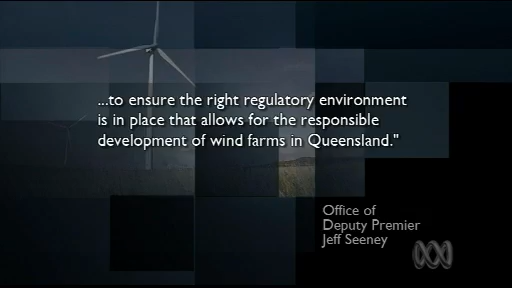 ...to ensure the right regulatory environment
is in place that allows for the responsible
development of wind farms in Queensland."
Office of
Deputy Premier
Jeff Seeney